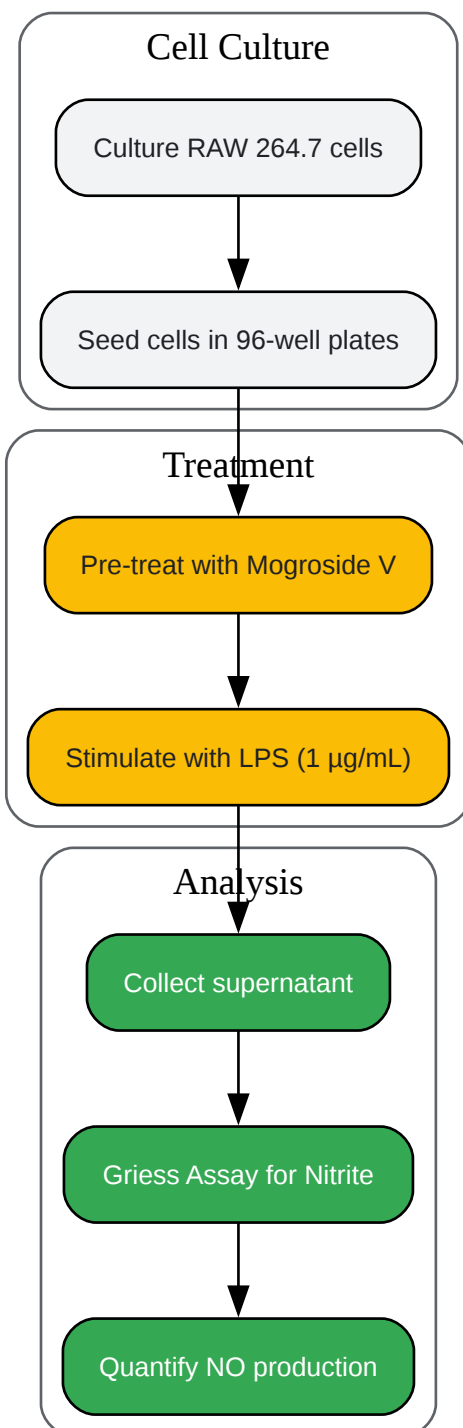 Cell Culture
Culture RAW 264.7 cells
Seed cells in 96-well plates
Treatment
Pre-treat with Mogroside V
Stimulate with LPS (1 µg/mL)
Analysis
Collect supernatant
Griess Assay for Nitrite
Quantify NO production